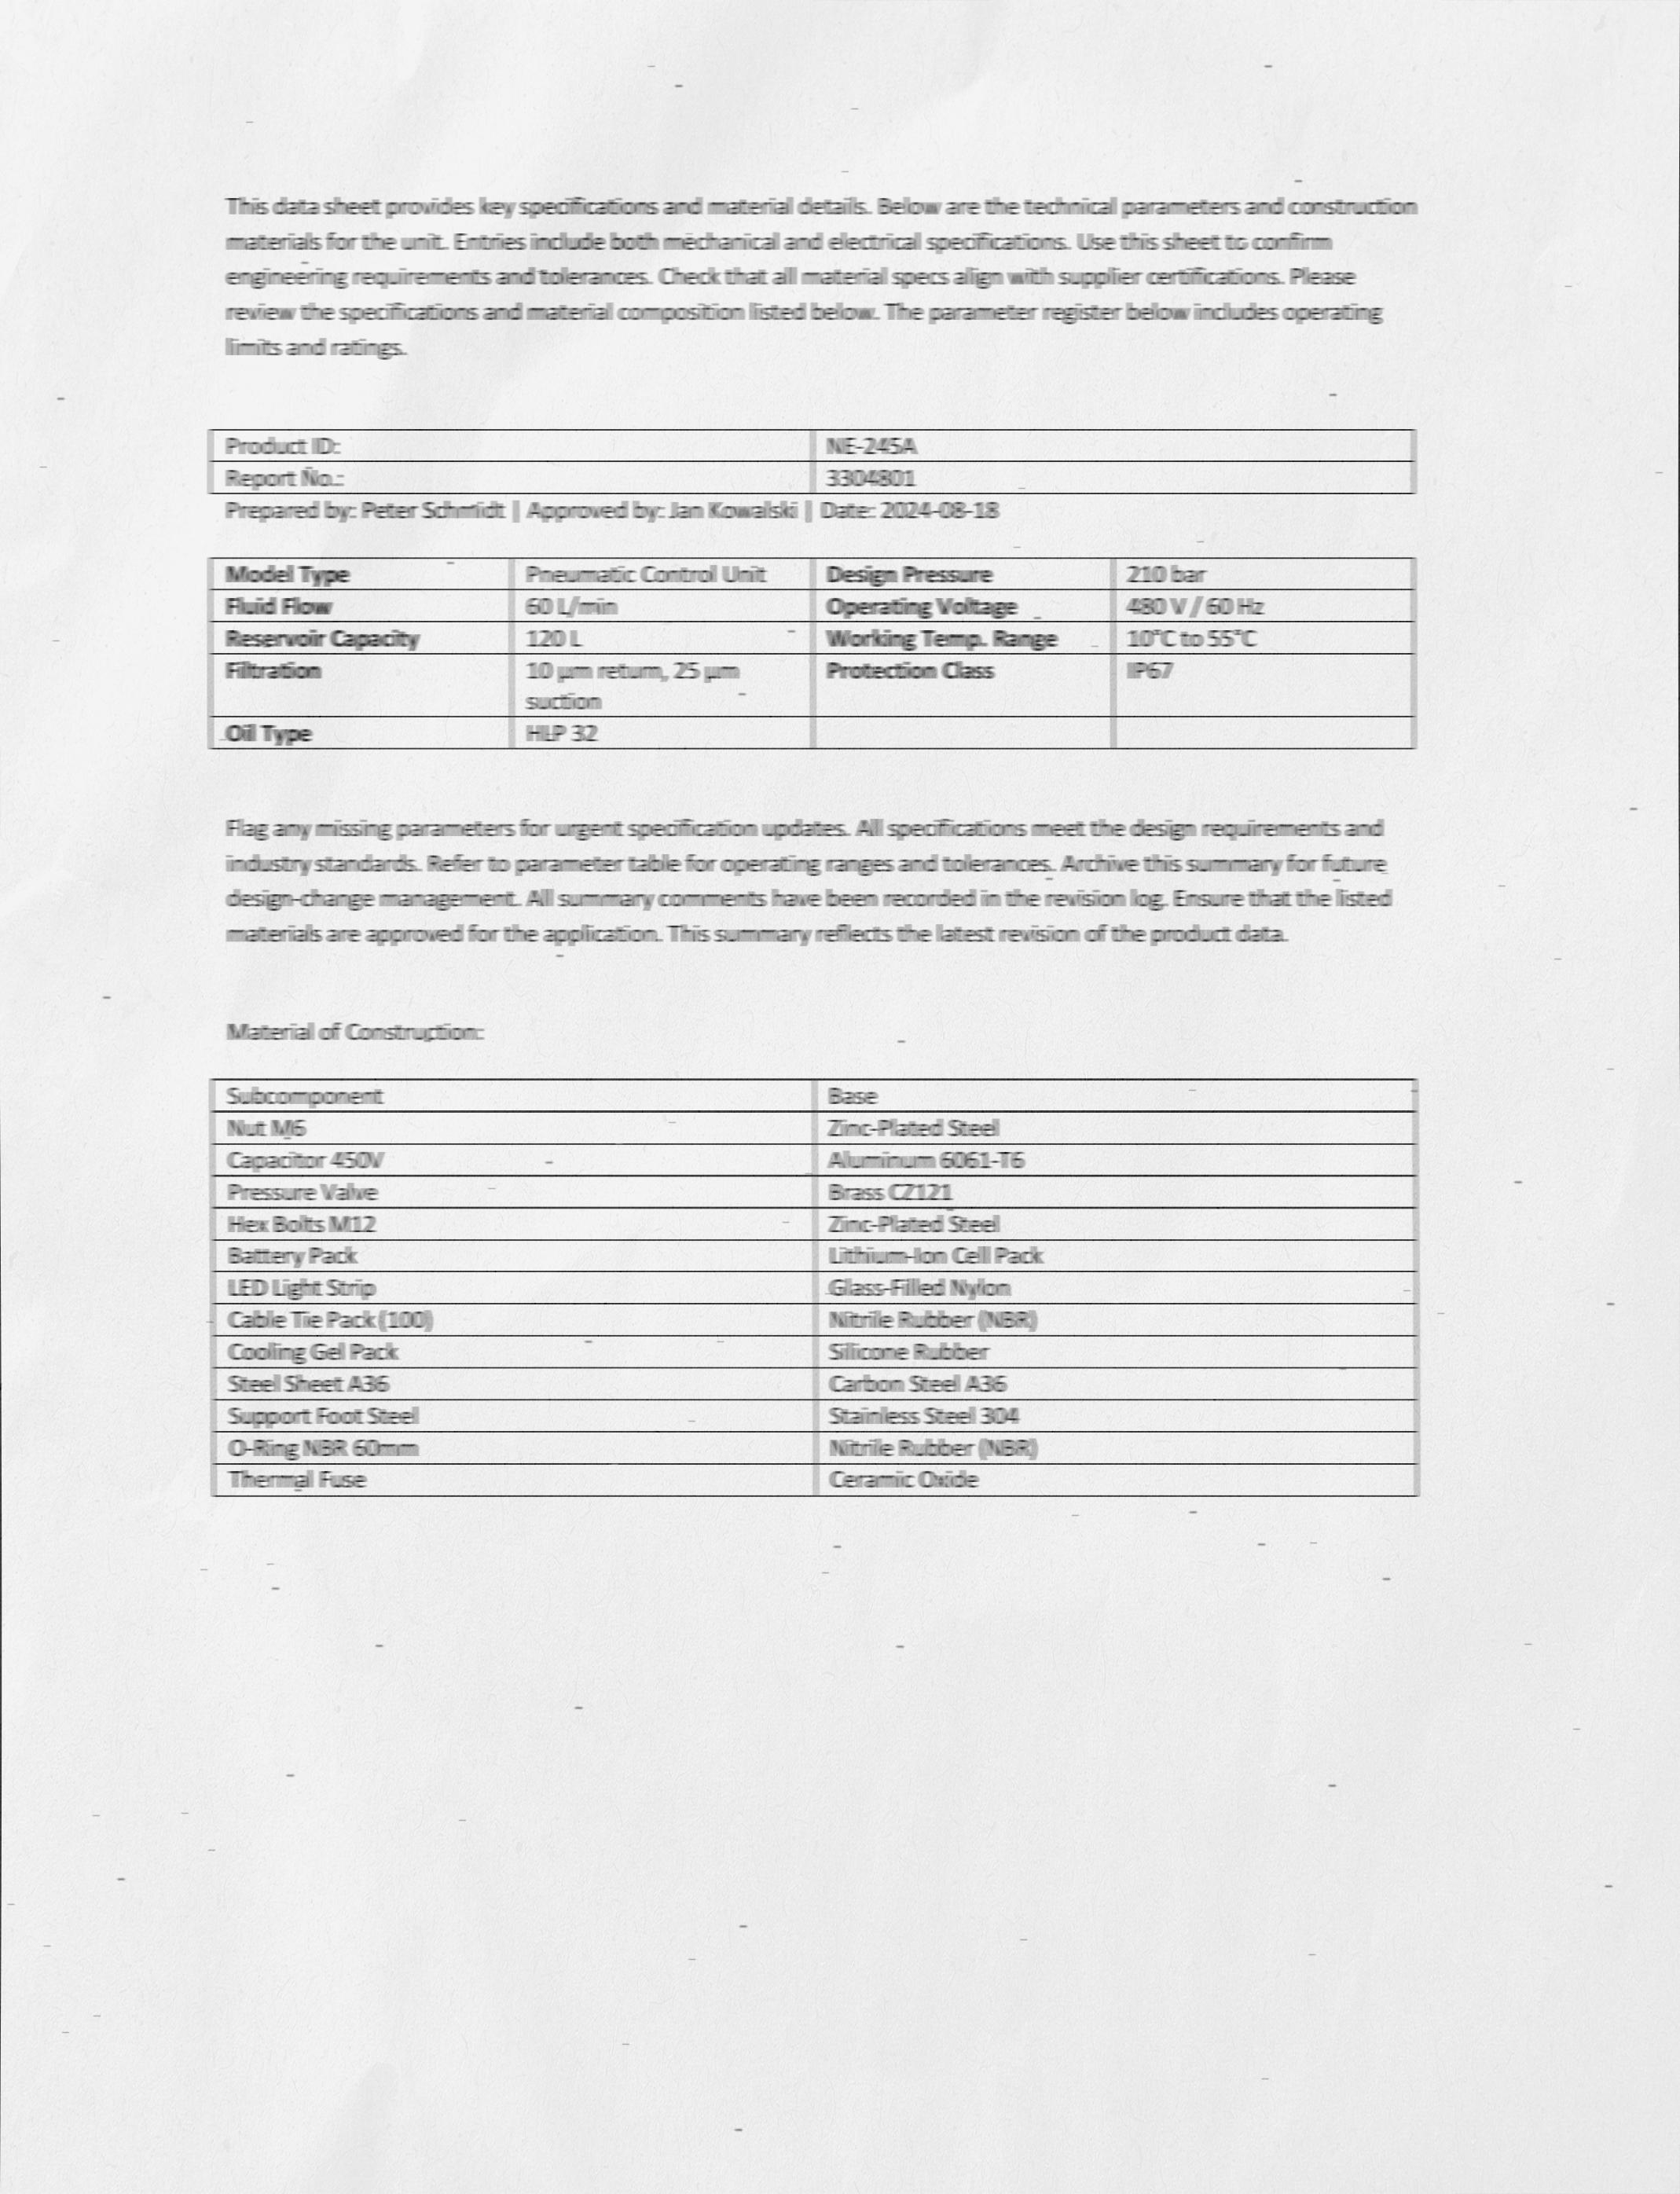 This data sheet provides key specifications and material details. Below are the technical parameters and construction
materials for the unit. Entries include both mechanical and electrical specifications. Use this sheet to confirm
engineering requirements and tolerances. Check that all material specs align with supplier certifications. Please
review the specifications and material composition listed below. The parameter register below includes operating
limits and ratings.
Product ID: NE-245A
Report No.: 3304801
Prepared by: Peter Schmidt | Approved by: Jan Kowalski | Date: 2024-08-18
Model Type Pneumatic Control Unit Design Pressure 210 bar
Fluid Flow 60 L/min Operating Voltage 480 V / 60 Hz
Reservoir Capacity 120 L Working Temp. Range 10°C to 55°C
Filtration 10 µm return, 25 µm Protection Class IP67
suction
Oil Type HLP 32
Flag any missing parameters for urgent specification updates. All specifications meet the design requirements and
industry standards. Refer to parameter table for operating ranges and tolerances. Archive this summary for future
design-change management. All summary comments have been recorded in the revision log. Ensure that the listed
materials are approved for the application. This summary reflects the latest revision of the product data.
Material of Construction:
Subcomponent Base
Nut M6 Zinc-Plated Steel
Capacitor 450V Aluminum 6061-T6
Pressure Valve Brass CZ121
Hex Bolts M12 Zinc-Plated Steel
Battery Pack Lithium-Ion Cell Pack
LED Light Strip Glass-Filled Nylon
Cable Tie Pack (100) Nitrile Rubber (NBR)
Cooling Gel Pack Silicone Rubber
Steel Sheet A36 Carbon Steel A36
Support Foot Steel Stainless Steel 304
O-Ring NBR 60mm Nitrile Rubber (NBR)
Thermal Fuse Ceramic Oxide